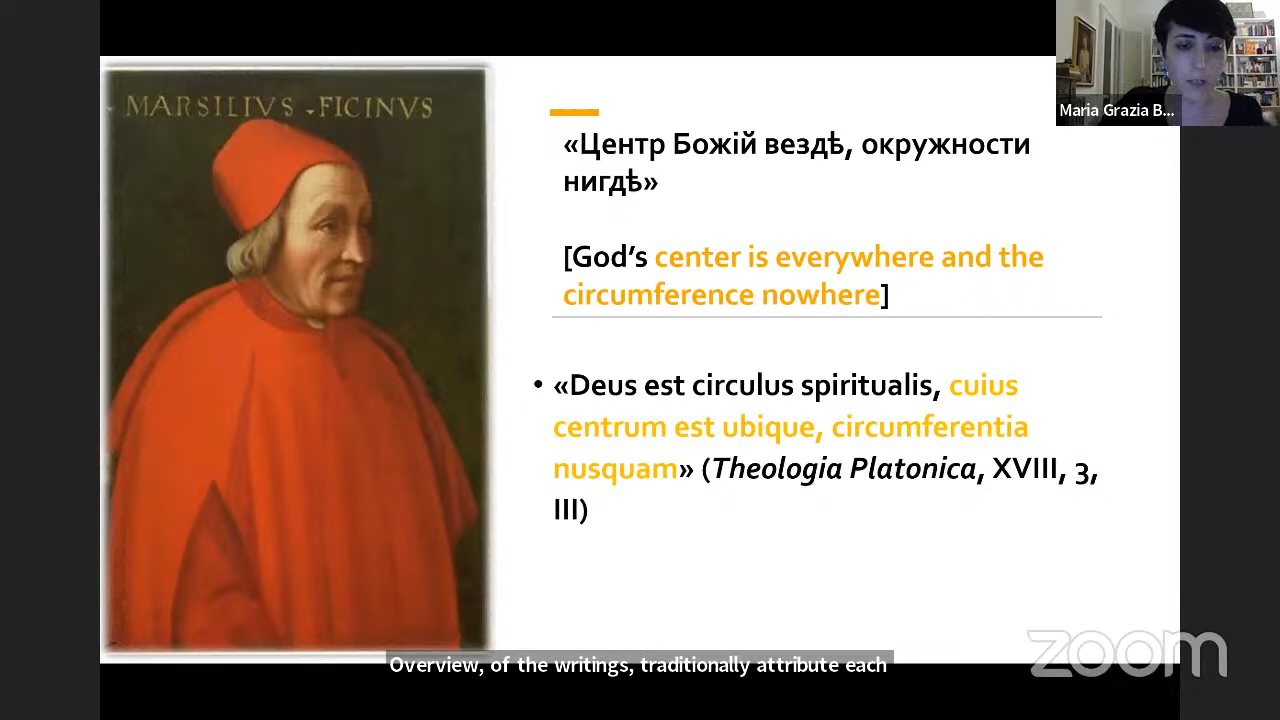 MARSILIVS - FICINVS
Maria Grazia B...
«Центр Божій вездѣ, окружности
нигдѣ»
[God’s center is everywhere and the
circumference nowhere]
• «Deus est circulus spiritualis, cuius
centrum est ubique, circumferentia
nusquam» (Theologia Platonica, XVIII, 3,
III)
Overview, of the writings, traditionally attribute each
zoom